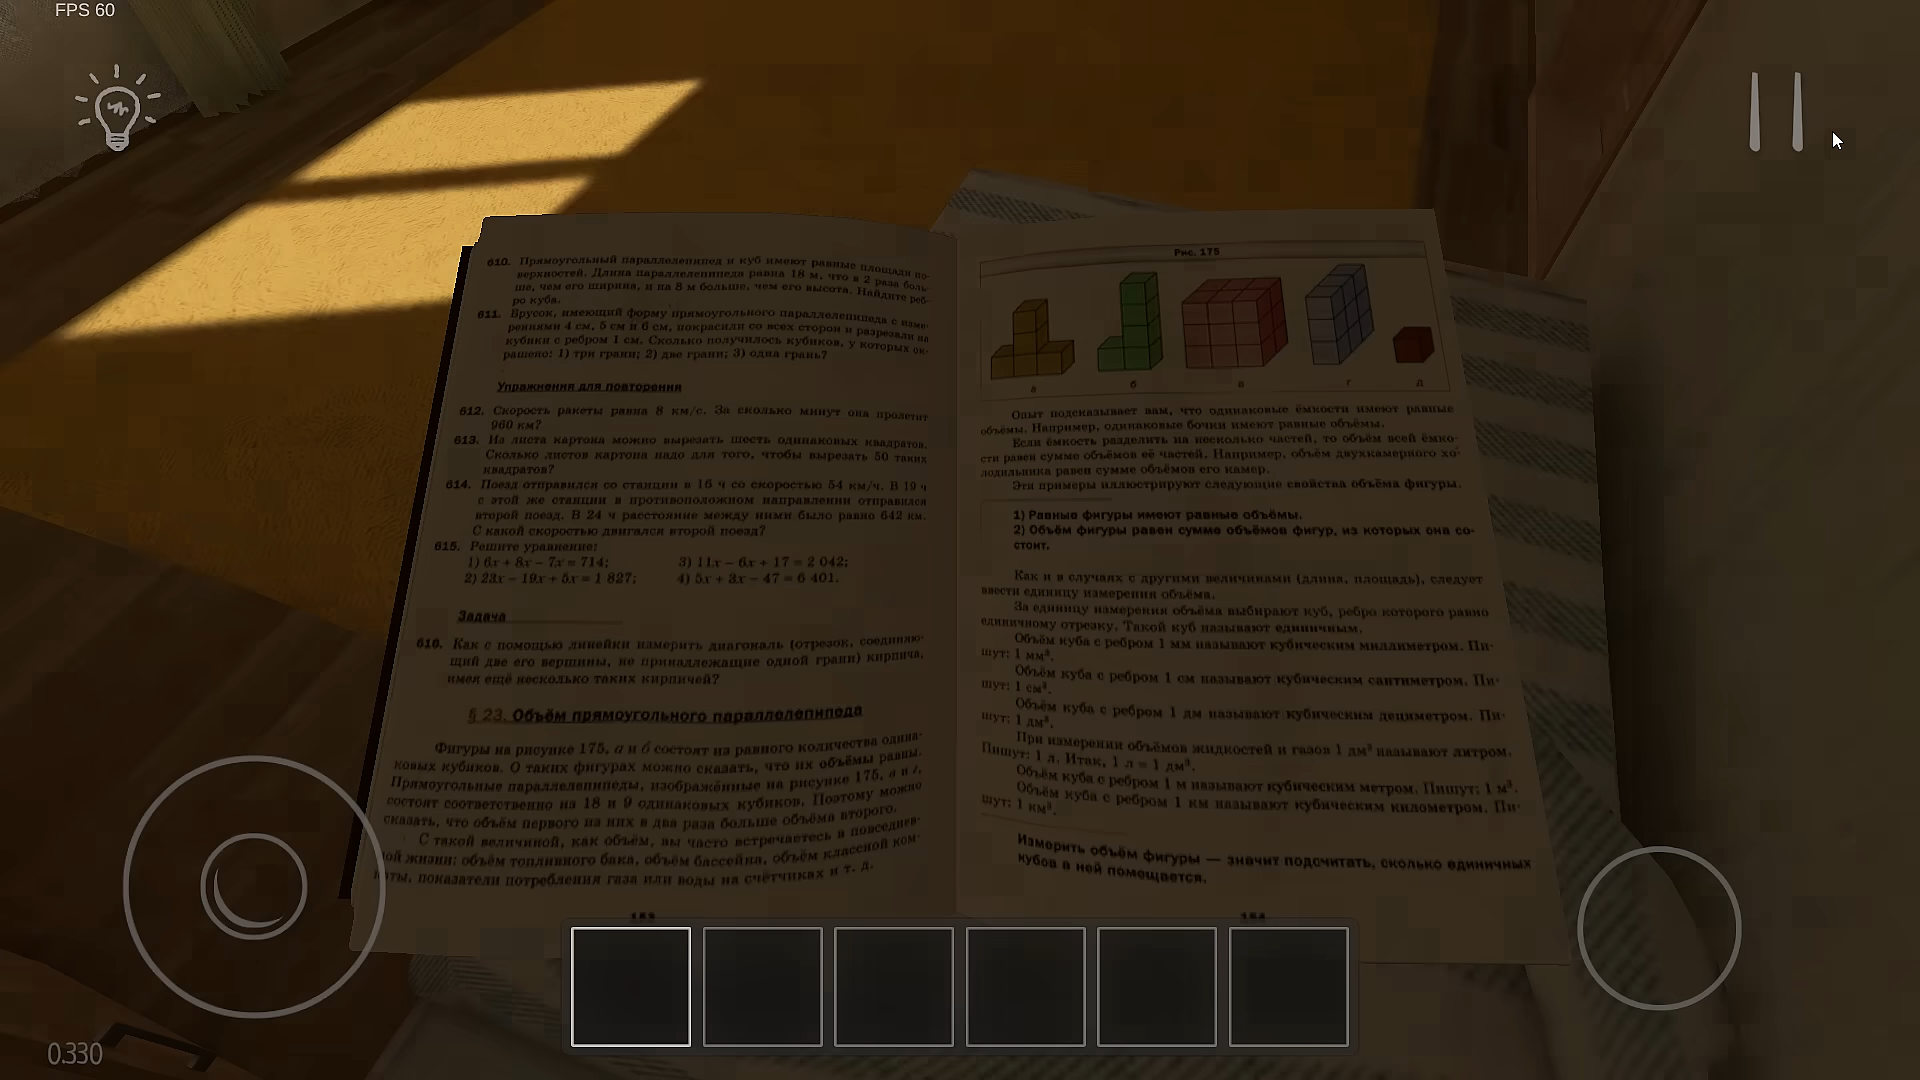 FPS 60
610. Прямоугольный параллелепипед и куб имеют равные площади по-
верхностей. Длина параллелепипеда равна 18 м, что в 2 раза боль-
ше, чем его ширина, и на 8 м больше, чем его высота. Найдите реб-
ро куба.
611. Брусок, имеющий форму прямоугольного параллелепипеда с изме-
рениями 4 см, 5 см и 6 см, покрасили со всех сторон и разрезали на
кубики с ребром 1 см. Сколько получилось кубиков, у которых ок-
рашено: 1) три грани; 2) две грани; 3) одна грань?
Упражнения для повторения
612. Скорость ракеты равна 8 км/с. За сколько минут она пролетит
960 км?
613. Из листа картона можно вырезать шесть одинаковых квадратов.
Сколько листов картона надо для того, чтобы вырезать 50 таких
квадратов?
614. Поезд отправился со станции в 16 ч со скоростью 54 км/ч. В 19 ч
с этой же станции в противоположном направлении отправился
второй поезд. В 24 ч расстояние между ними было равно 642 км.
С какой скоростью двигался второй поезд?
615. Решите уравнение:
1) 6x + 8x − 7x = 714; 3) 11x − 6x + 17 = 2 042;
2) 23x − 19x + 5x = 1 827; 4) 5x + 3x − 47 = 6 401.
Задача
616. Как с помощью линейки измерить диагональ (отрезок, соединяю-
щий две его вершины, не принадлежащие одной грани) кирпича,
имея ещё несколько таких кирпичей?
§ 23. Объём прямоугольного параллелепипеда
Фигуры на рисунке 175, а и б состоят из равного количества одина-
ковых кубиков. О таких фигурах можно сказать, что их объёмы равны.
Прямоугольные параллелепипеды, изображённые на рисунке 175, в и г,
состоят соответственно из 18 и 9 одинаковых кубиков. Поэтому можно
сказать, что объём первого из них в два раза больше объёма второго.
С такой величиной, как объём, вы часто встречаетесь в повседнев-
ной жизни: объём топливного бака, объём бассейна, объём классной ком-
наты, показатели потребления газа или воды на счётчиках и т. д.
153
Рис. 175
а б в г д
Опыт подсказывает вам, что одинаковые ёмкости имеют равные
объёмы. Например, одинаковые бочки имеют равные объёмы.
Если ёмкость разделить на несколько частей, то объём всей ёмко-
сти равен сумме объёмов её частей. Например, объём двухкамерного хо-
лодильника равен сумме объёмов его камер.
Эти примеры иллюстрируют следующие свойства объёма фигуры.
1) Равные фигуры имеют равные объёмы.
2) Объём фигуры равен сумме объёмов фигур, из которых она со-
стоит.
Как и в случаях с другими величинами (длина, площадь), следует
ввести единицу измерения объёма.
За единицу измерения объёма выбирают куб, ребро которого равно
единичному отрезку. Такой куб называют единичным.
Объём куба с ребром 1 мм называют кубическим миллиметром. Пи-
шут: 1 мм³.
Объём куба с ребром 1 см называют кубическим сантиметром. Пи-
шут: 1 см³.
Объём куба с ребром 1 дм называют кубическим дециметром. Пи-
шут: 1 дм³.
При измерении объёмов жидкостей и газов 1 дм³ называют литром.
Пишут: 1 л. Итак, 1 л = 1 дм³.
Объём куба с ребром 1 м называют кубическим метром. Пишут: 1 м³.
Объём куба с ребром 1 км называют кубическим километром. Пи-
шут: 1 км³.
Измерить объём фигуры — значит подсчитать, сколько единичных
кубов в ней помещается.
154
0.330